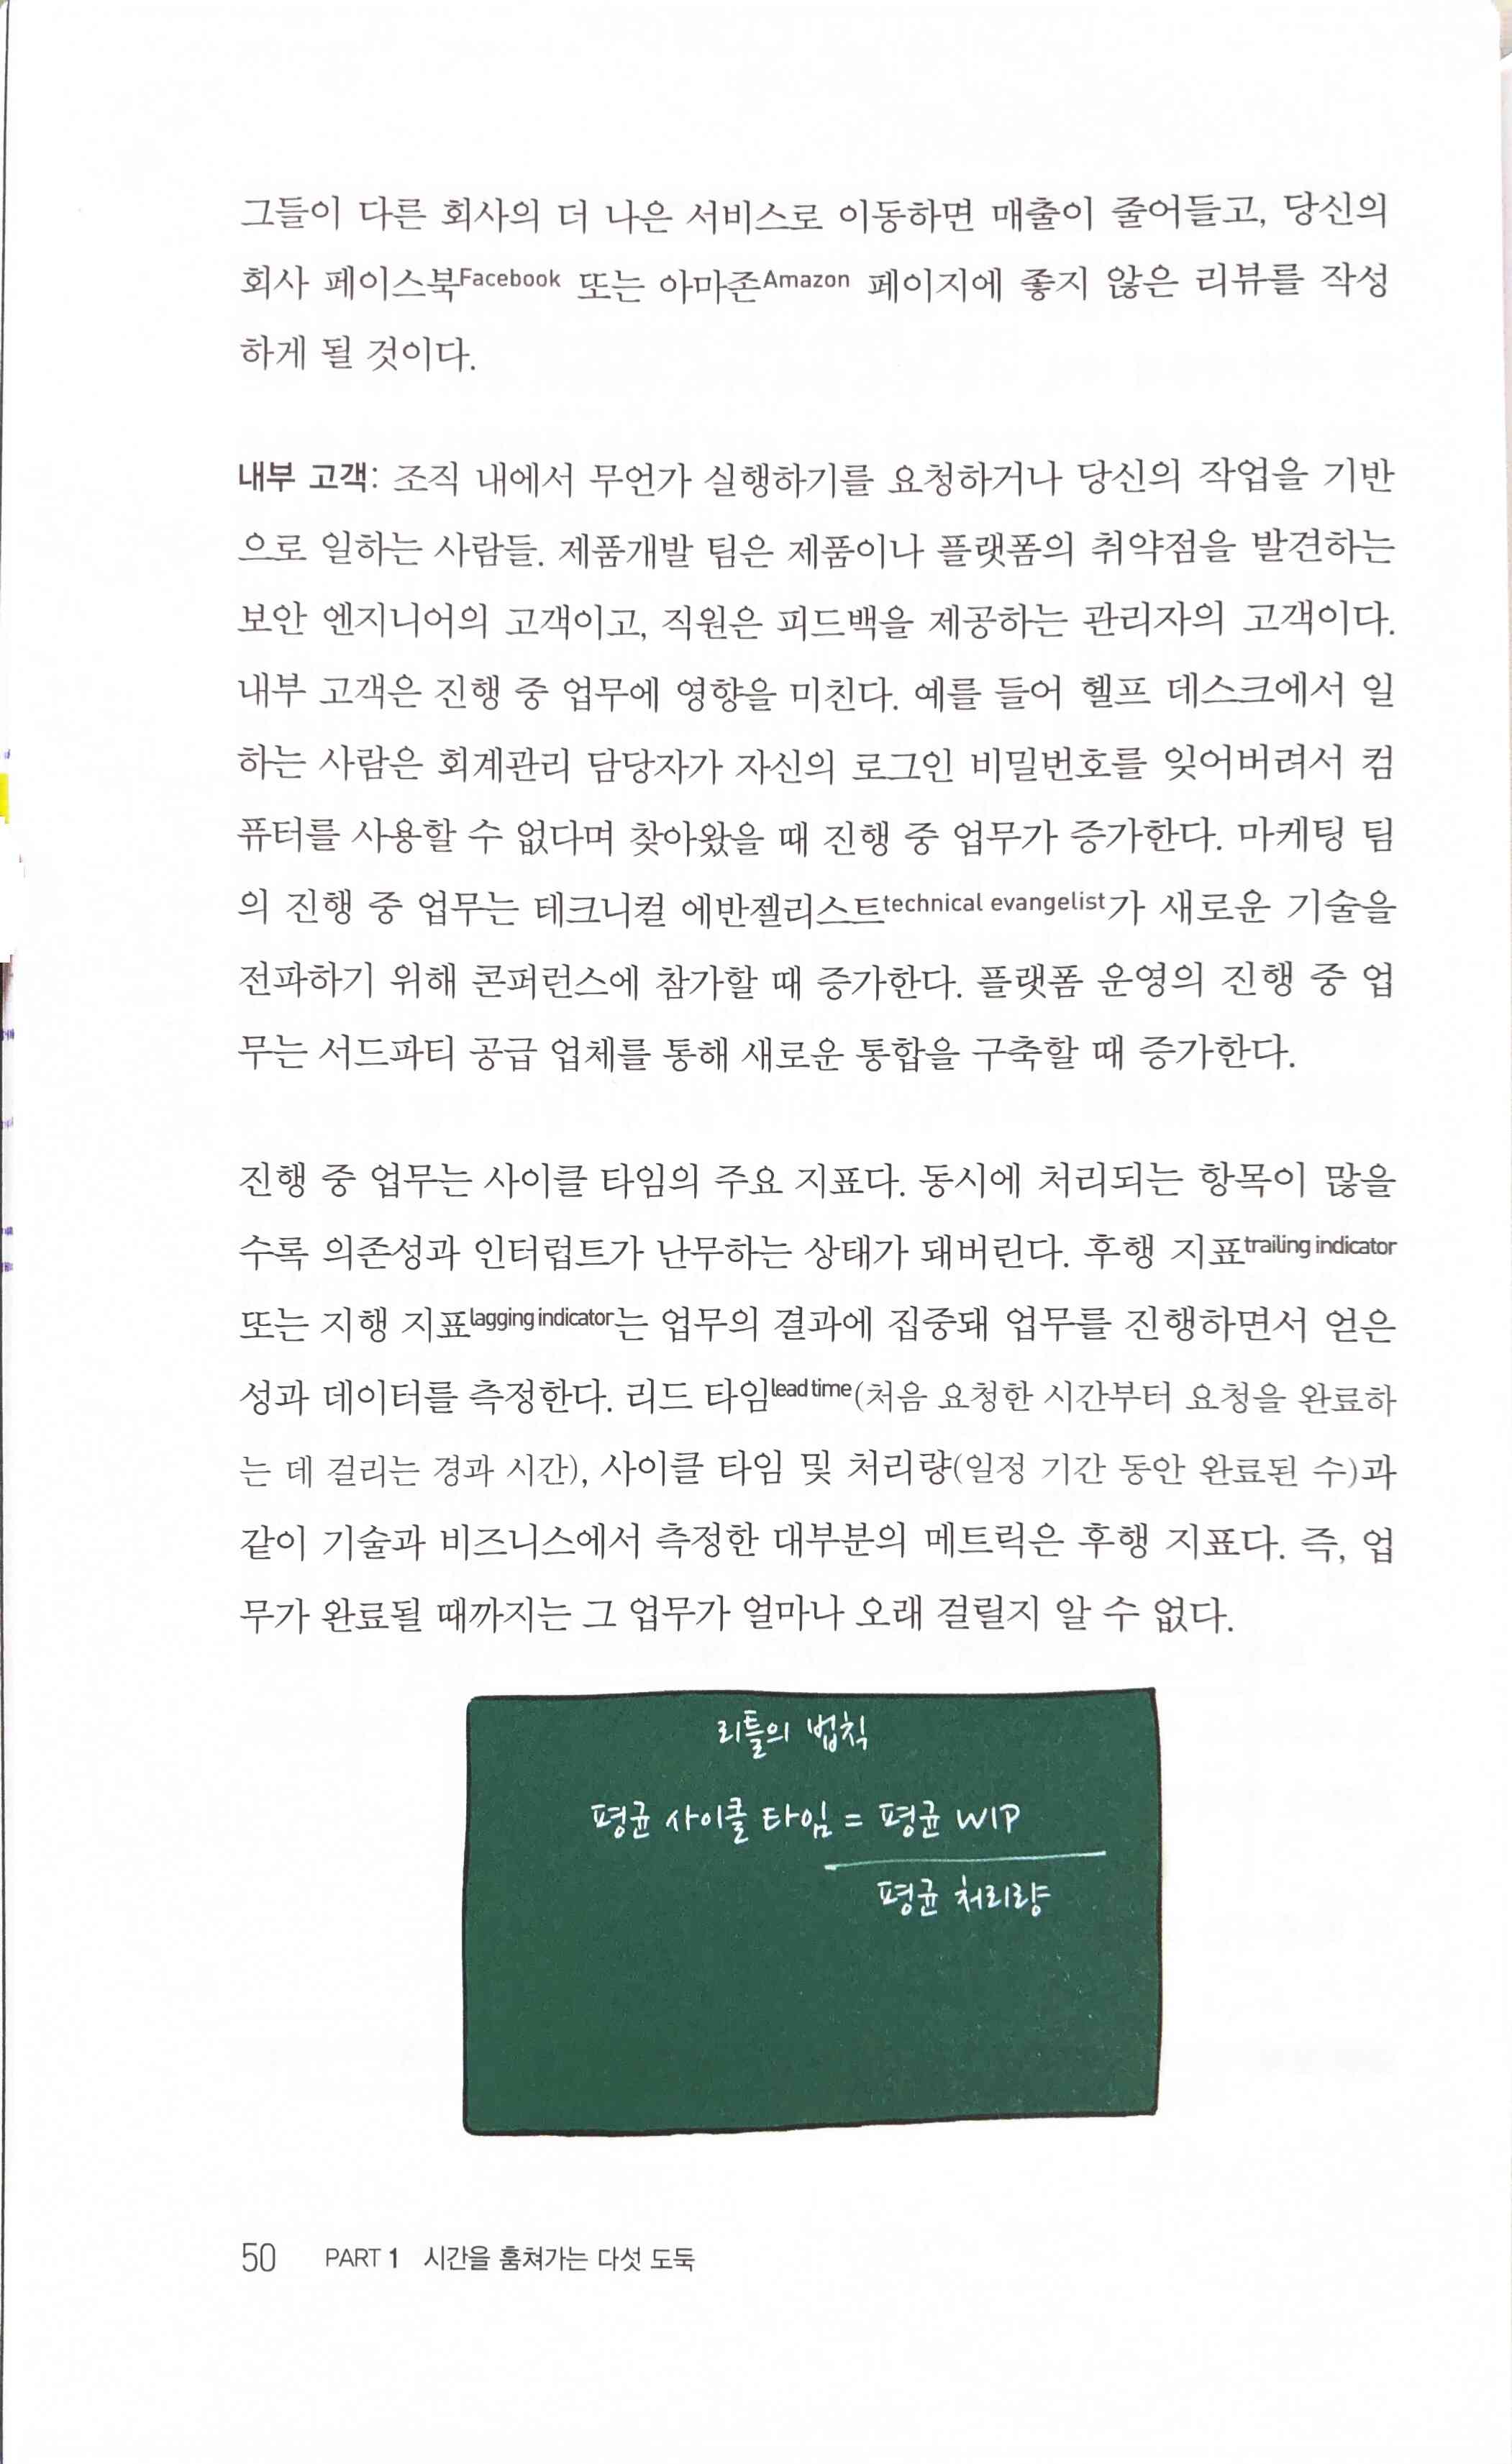 그들이 다른 회사의 더 나은 서비스로 이동하면 매출이 줄어들고, 당신의
회사 페이스북Facebook 또는 아마존Amazon 페이지에 좋지 않은 리뷰를 작성
하게 될 것이다.
내부 고객: 조직 내에서 무언가 실행하기를 요청하거나 당신의 작업을 기반
으로 일하는 사람들. 제품개발 팀은 제품이나 플랫폼의 취약점을 발견하는
보안 엔지니어의 고객이고, 직원은 피드백을 제공하는 관리자의 고객이다.
내부 고객은 진행 중 업무에 영향을 미친다. 예를 들어 헬프 데스크에서 일
하는 사람은 회계관리 담당자가 자신의 로그인 비밀번호를 잊어버려서 컴
퓨터를 사용할 수 없다며 찾아왔을 때 진행 중 업무가 증가한다. 마케팅 팀
의 진행 중 업무는 테크니컬 에반젤리스트technical evangelist가 새로운 기술을
전파하기 위해 콘퍼런스에 참가할 때 증가한다. 플랫폼 운영의 진행 중 업
무는 서드파티 공급 업체를 통해 새로운 통합을 구축할 때 증가한다.
진행 중 업무는 사이클 타임의 주요 지표다. 동시에 처리되는 항목이 많을
수록 의존성과 인터럽트가 난무하는 상태가 돼버린다. 후행 지표trailing indicator
또는 지행 지표lagging indicator는 업무의 결과에 집중돼 업무를 진행하면서 얻은
성과 데이터를 측정한다. 리드 타임lead time(처음 요청한 시간부터 요청을 완료하
는 데 걸리는 경과 시간), 사이클 타임 및 처리량(일정 기간 동안 완료된 수)과
같이 기술과 비즈니스에서 측정한 대부분의 메트릭은 후행 지표다. 즉, 업
무가 완료될 때까지는 그 업무가 얼마나 오래 걸릴지 알 수 없다.
리틀의 법칙
평균 사이클 타임 = 평균 WIP
평균 처리량
50 PART 1 시간을 훔쳐가는 다섯 도둑